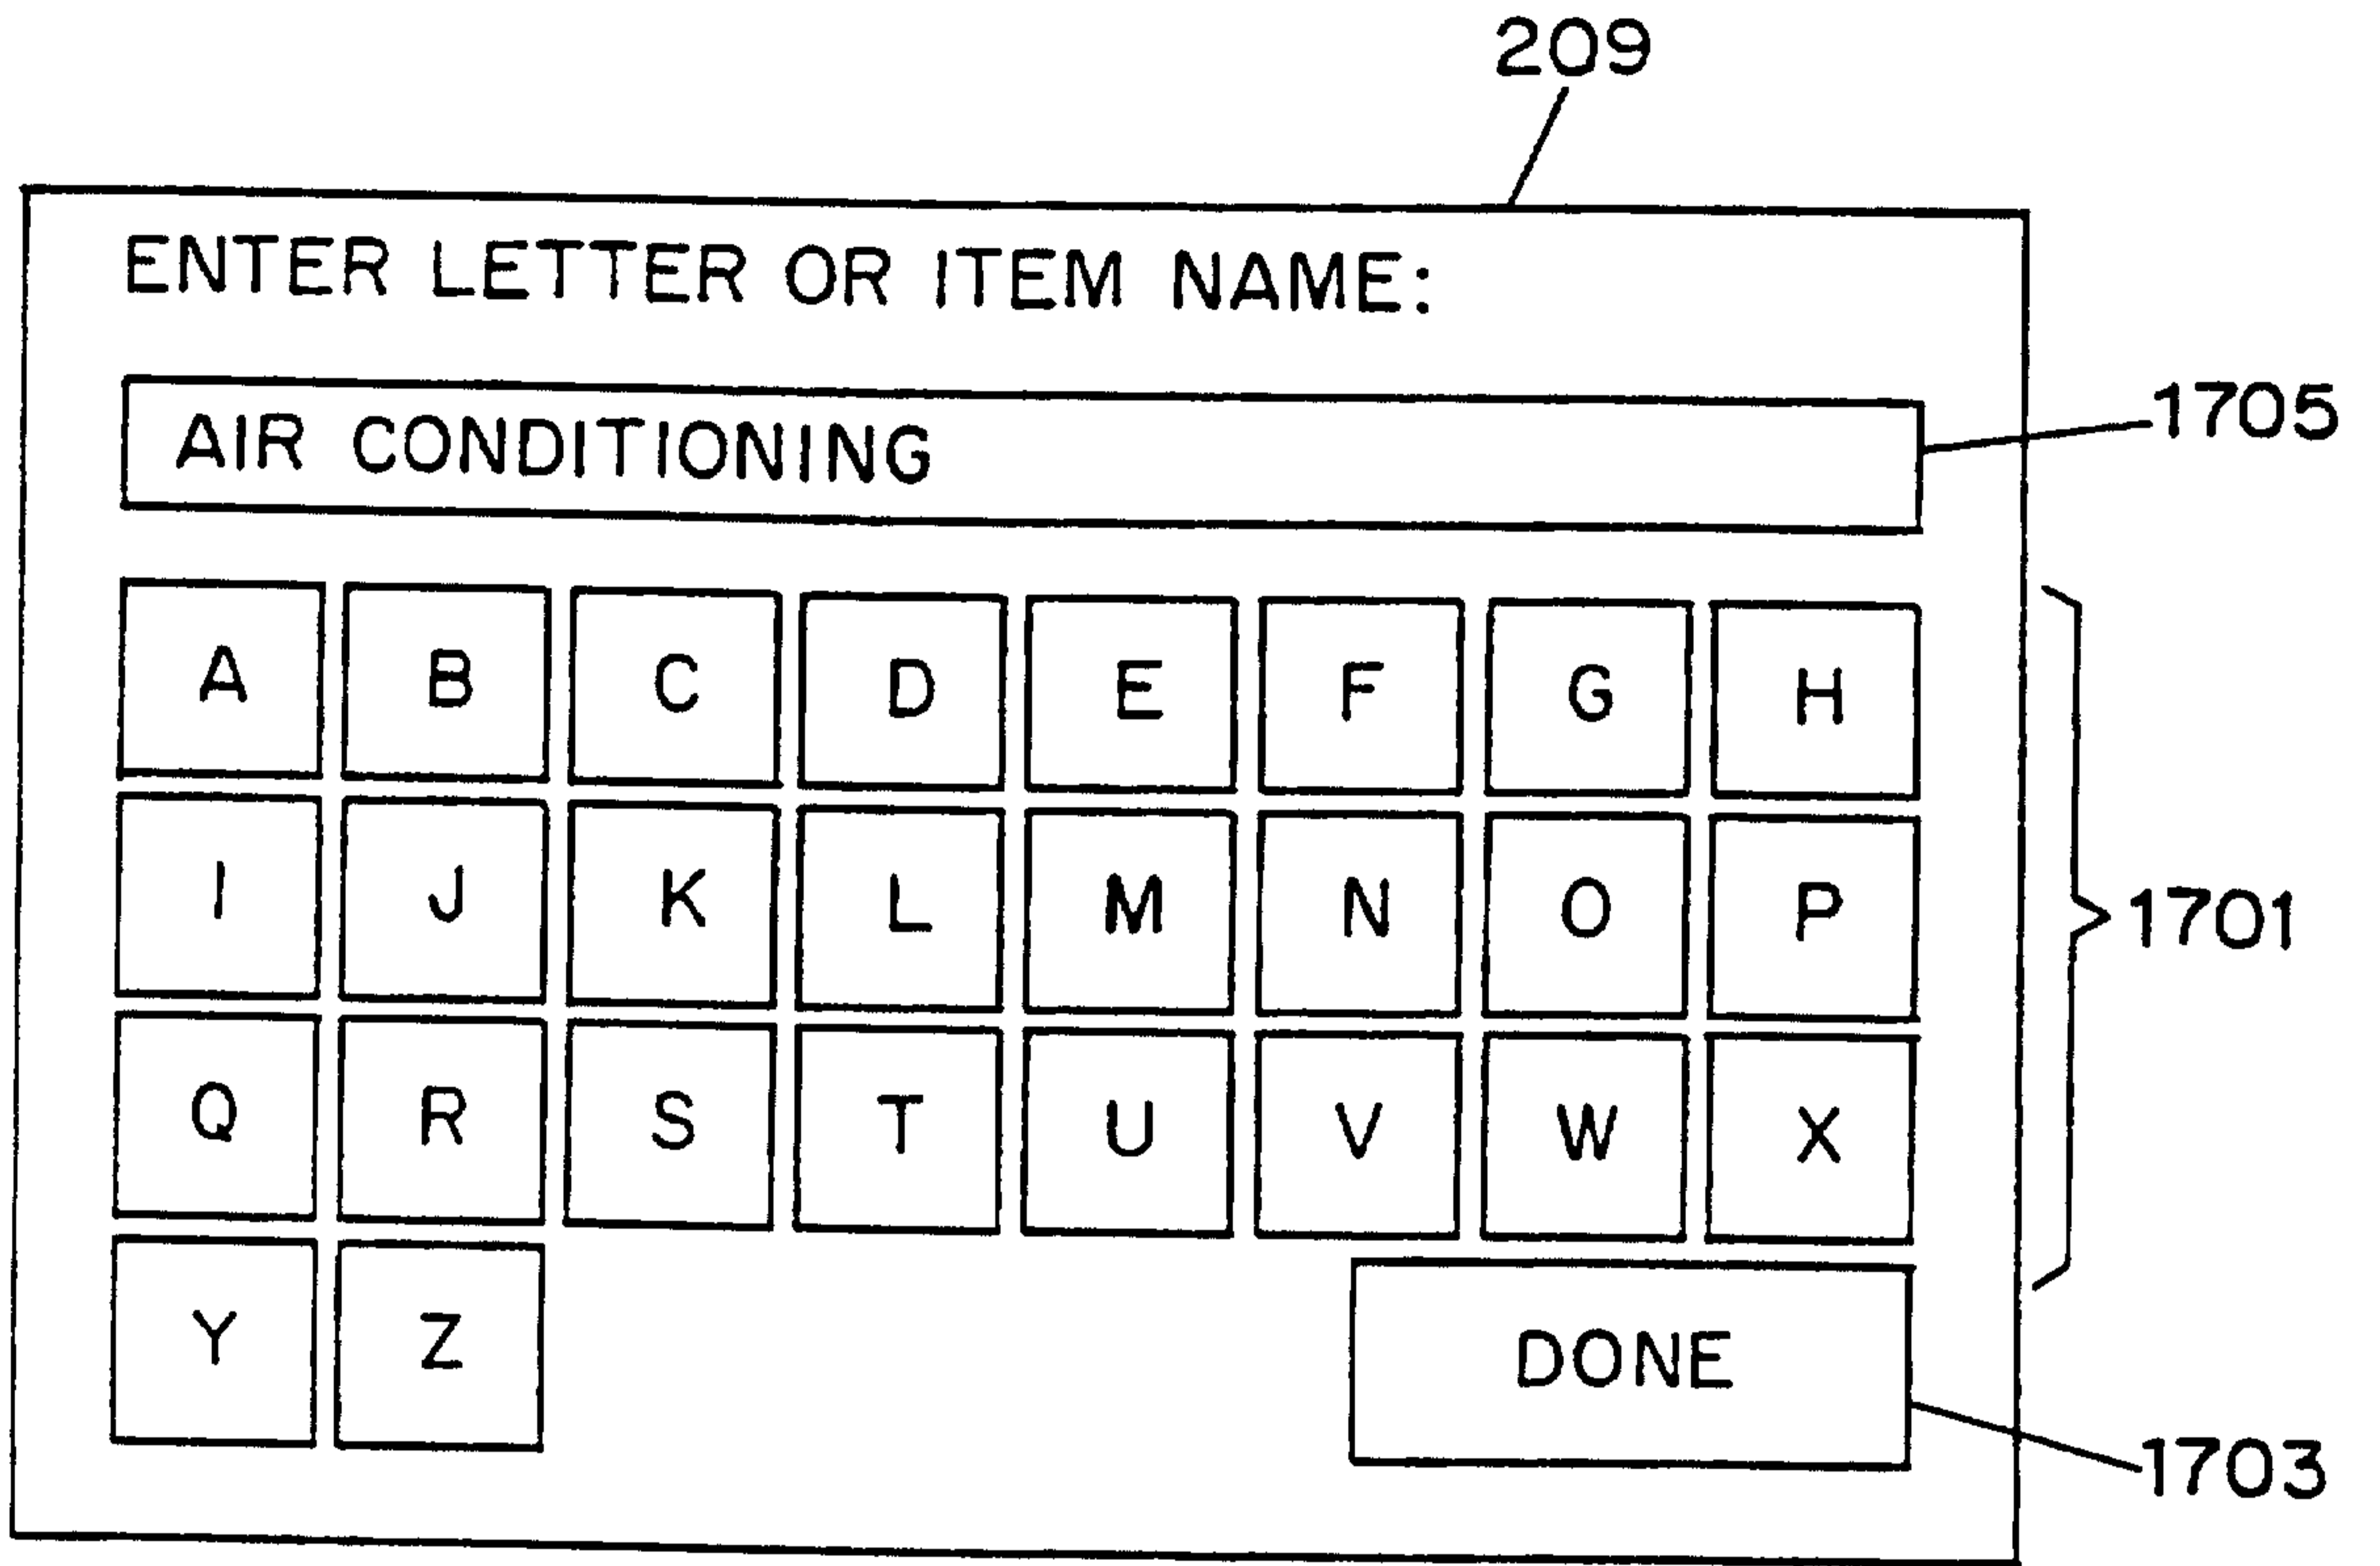 209
ENTER LETTER OR ITEM NAME:
AIR CONDITIONING
1705
A B C D E F G H
I J K L M N O P
1701
Q R S T U V W X
Y Z DONE
1703